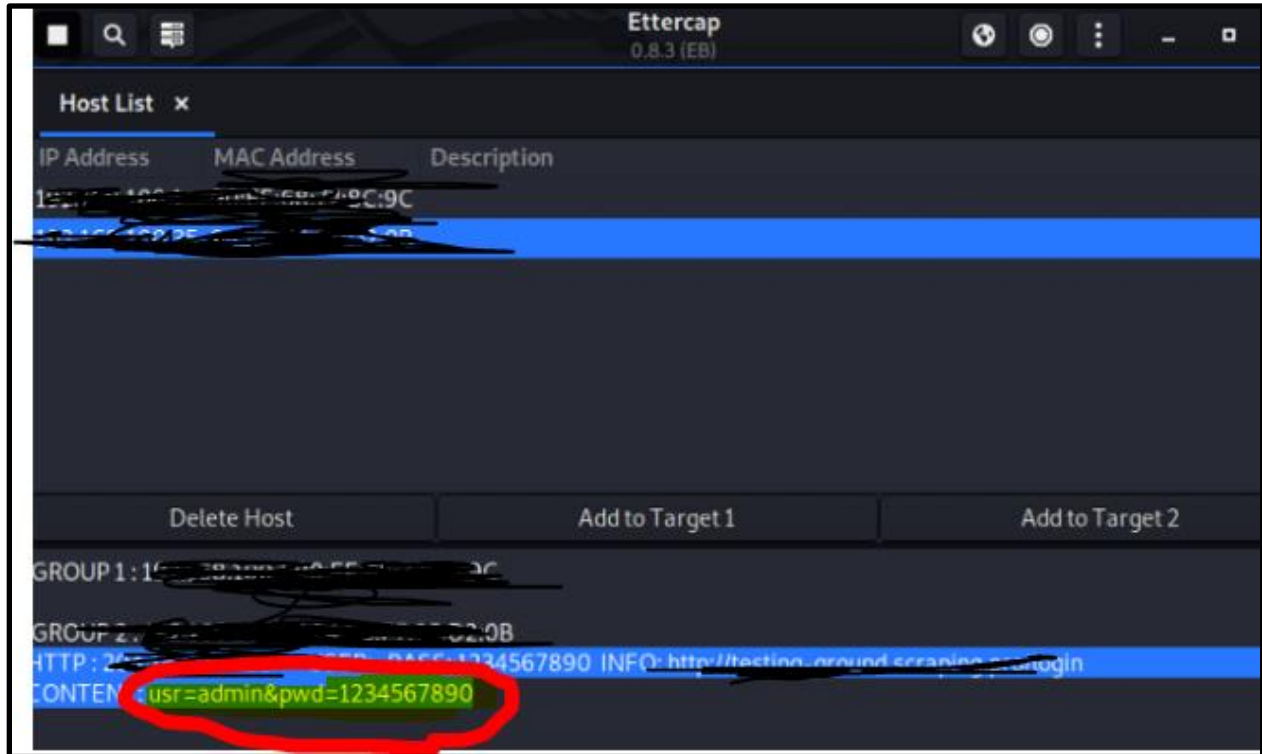 Ettercap
0.8.3 (EB)
Host List ×
IP Address MAC Address Description
Delete Host Add to Target 1 Add to Target 2
GROUP 1 :
GROUP 2 :
HTTP : PASS: 1234567890 INFO:
CONTENT: usr=admin&pwd=1234567890